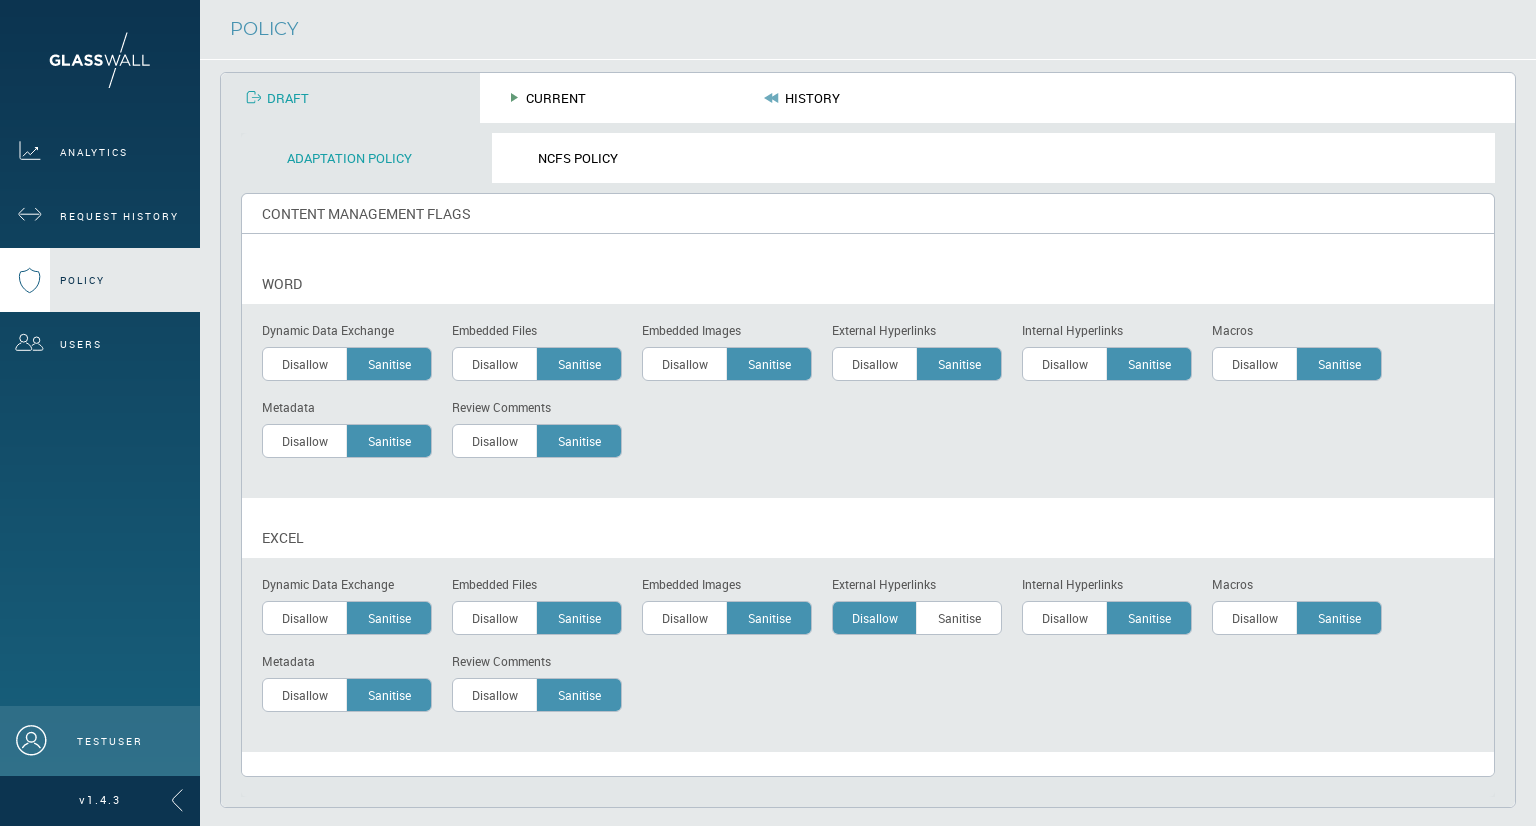 GLASSWALL
POLICY
DRAFT CURRENT HISTORY
ANALYTICS
REQUEST HISTORY
POLICY
USERS
ADAPTATION POLICY NCFS POLICY
CONTENT MANAGEMENT FLAGS
WORD
Dynamic Data Exchange Embedded Files Embedded Images External Hyperlinks Internal Hyperlinks Macros
Disallow Sanitise Disallow Sanitise Disallow Sanitise Disallow Sanitise Disallow Sanitise Disallow Sanitise
Metadata Review Comments
Disallow Sanitise Disallow Sanitise
EXCEL
Dynamic Data Exchange Embedded Files Embedded Images External Hyperlinks Internal Hyperlinks Macros
Disallow Sanitise Disallow Sanitise Disallow Sanitise Disallow Sanitise Disallow Sanitise Disallow Sanitise
Metadata Review Comments
Disallow Sanitise Disallow Sanitise
TESTUSER
v1.4.3